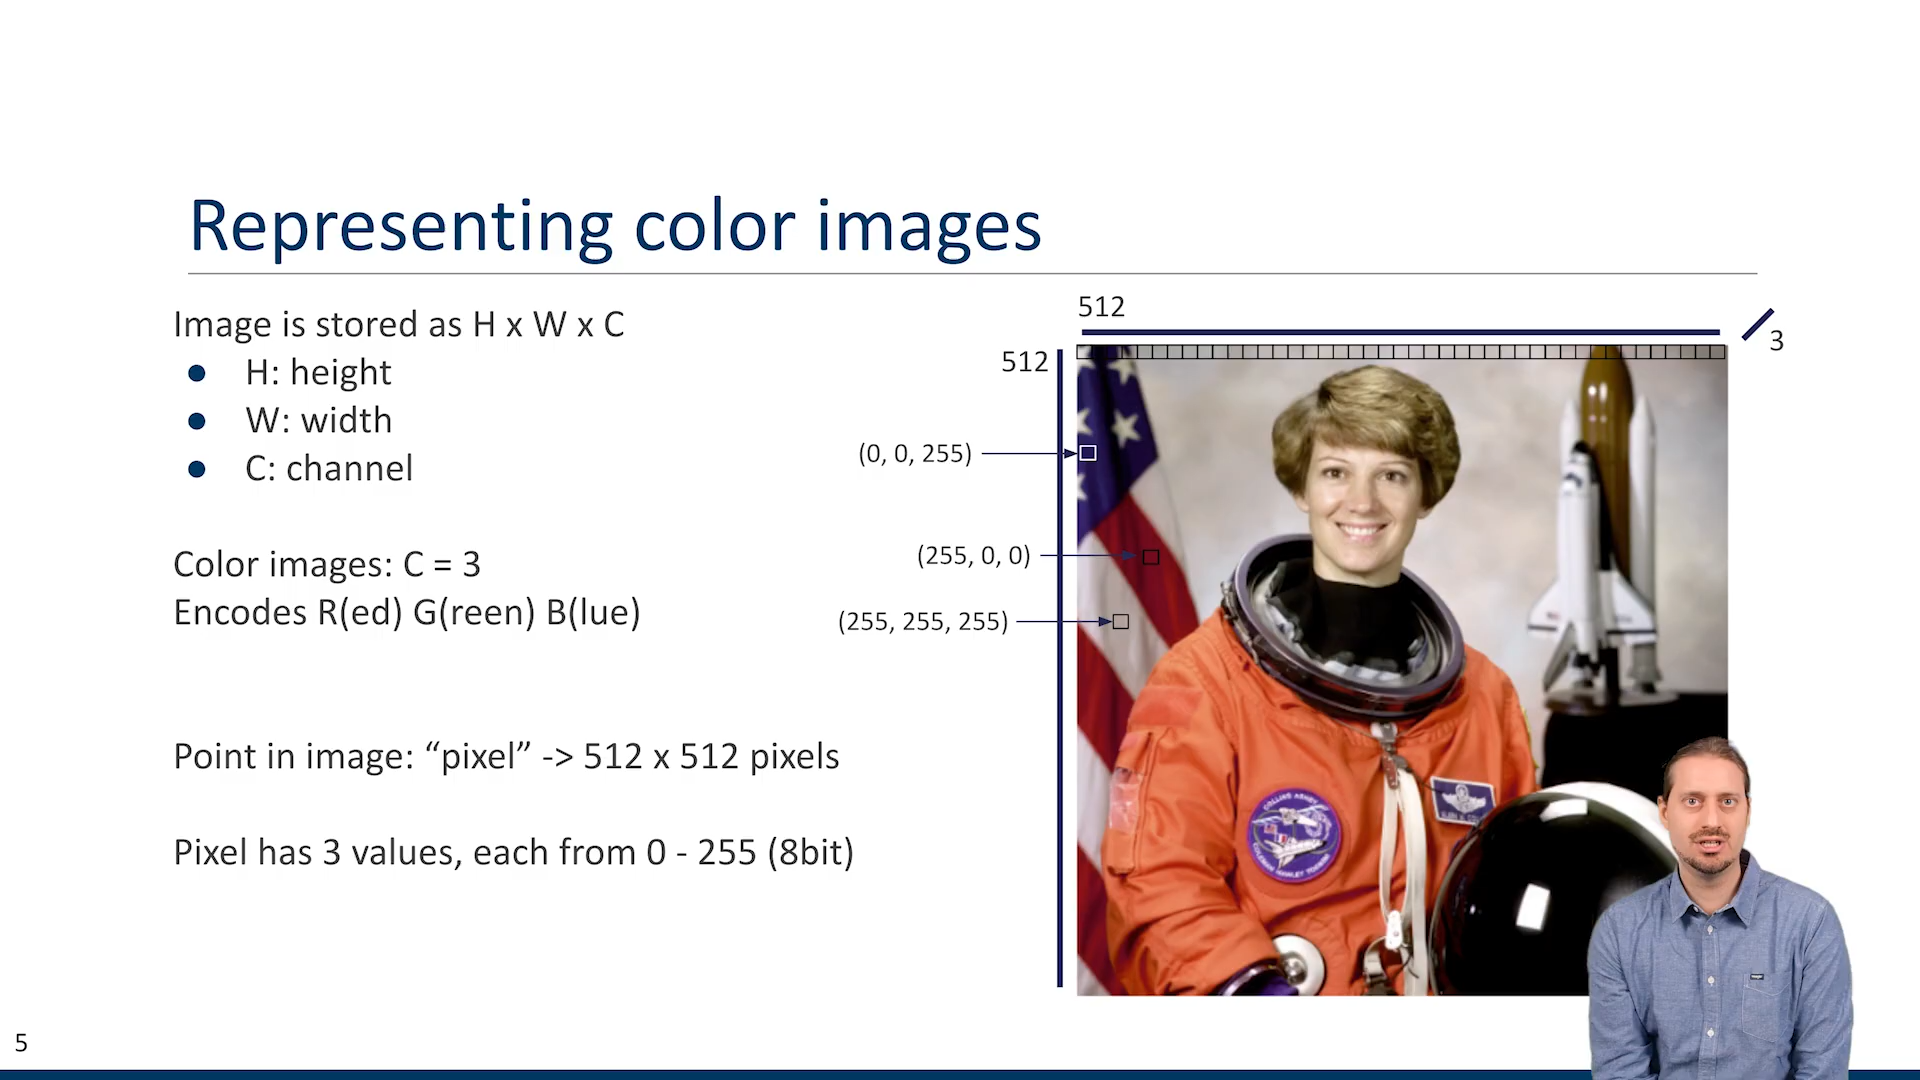 Representing color images
Image is stored as H x W x C
● H: height
● W: width
● C: channel
Color images: C = 3
Encodes R(ed) G(reen) B(lue)
Point in image: “pixel” -> 512 x 512 pixels
Pixel has 3 values, each from 0 - 255 (8bit)
512
3
512
(0, 0, 255)
(255, 0, 0)
(255, 255, 255)
5